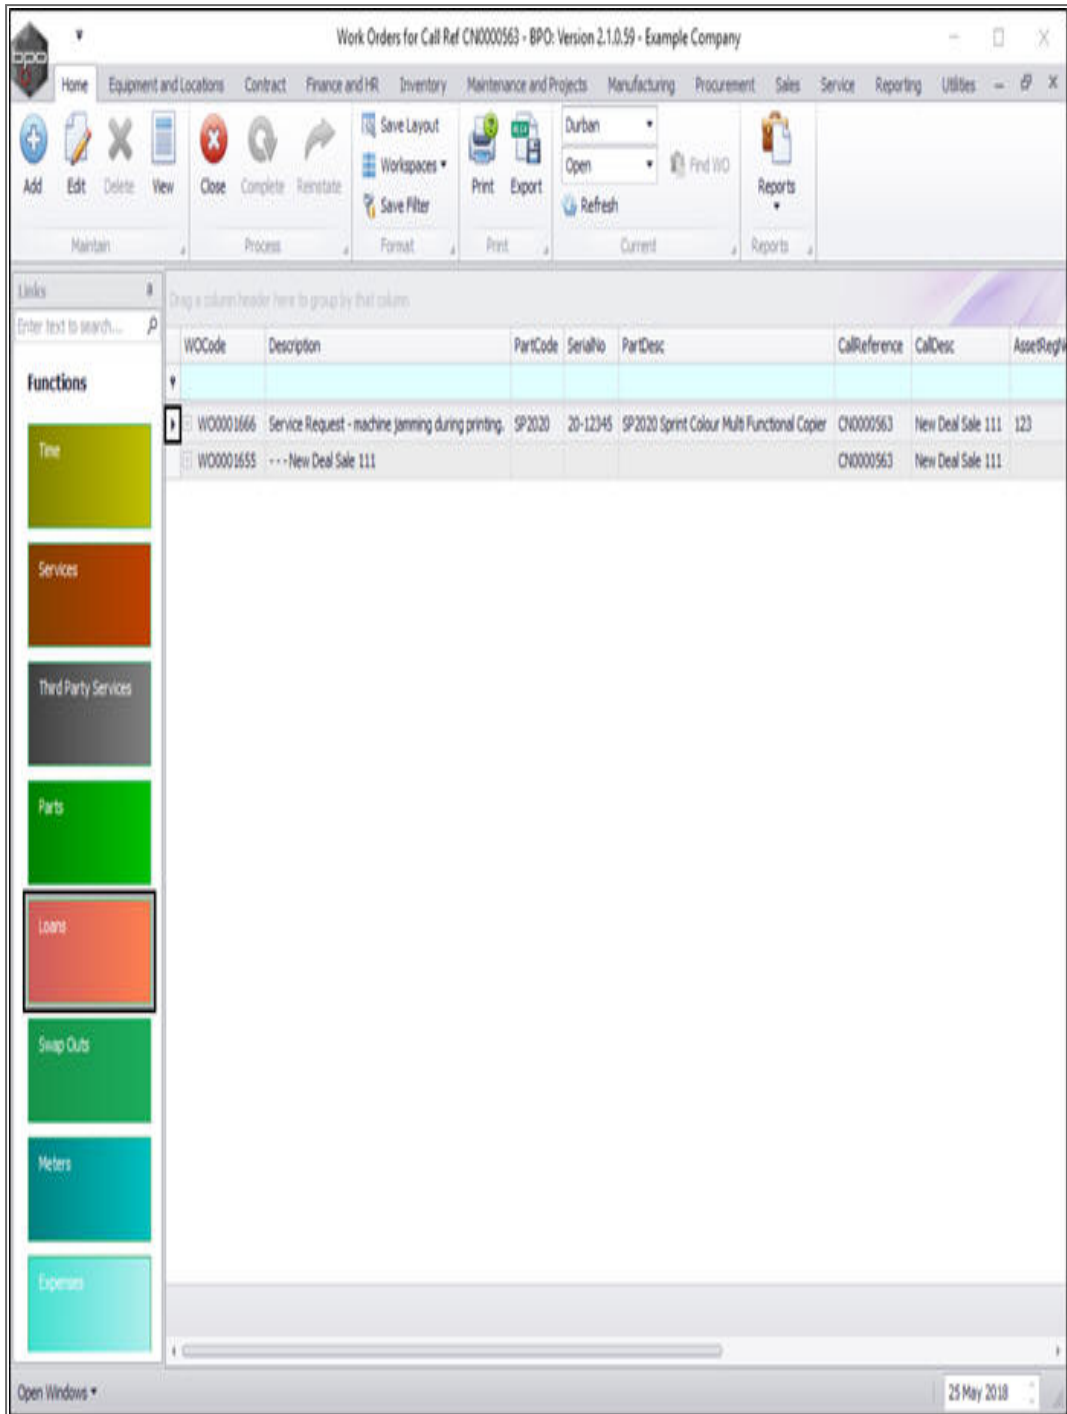 Work Orders for Call Ref CN0000563 - BPO: Version 2.1.0.59 - Example Company
bpo
Home Equipment and Locations Contract Finance and HR Inventory Maintenance and Projects Manufacturing Procurement Sales Service Reporting Utilities
Add Edit Delete View Close Complete Reinstate Save Layout Workspaces Save Filter Print Export Durban Open Refresh Find WO Reports
Maintain Process Format Print Current Reports
Links
Drag a column header here to group by that column
Enter text to search...
WOCode Description PartCode SerialNo PartDesc CallReference CallDesc
Functions
WO0001666 Service Request - machine jamming during printing. SP2020 20-12345 SP2020 Sprint Colour Multi Functional Copier CN0000563 New Deal Sale 111 123
WO0001655 - - - New Deal Sale 111 CN0000563 New Deal Sale 111
Time
Services
Third Party Services
Parts
Loans
Swap Outs
Meters
Expenses
Open Windows 25 May 2018